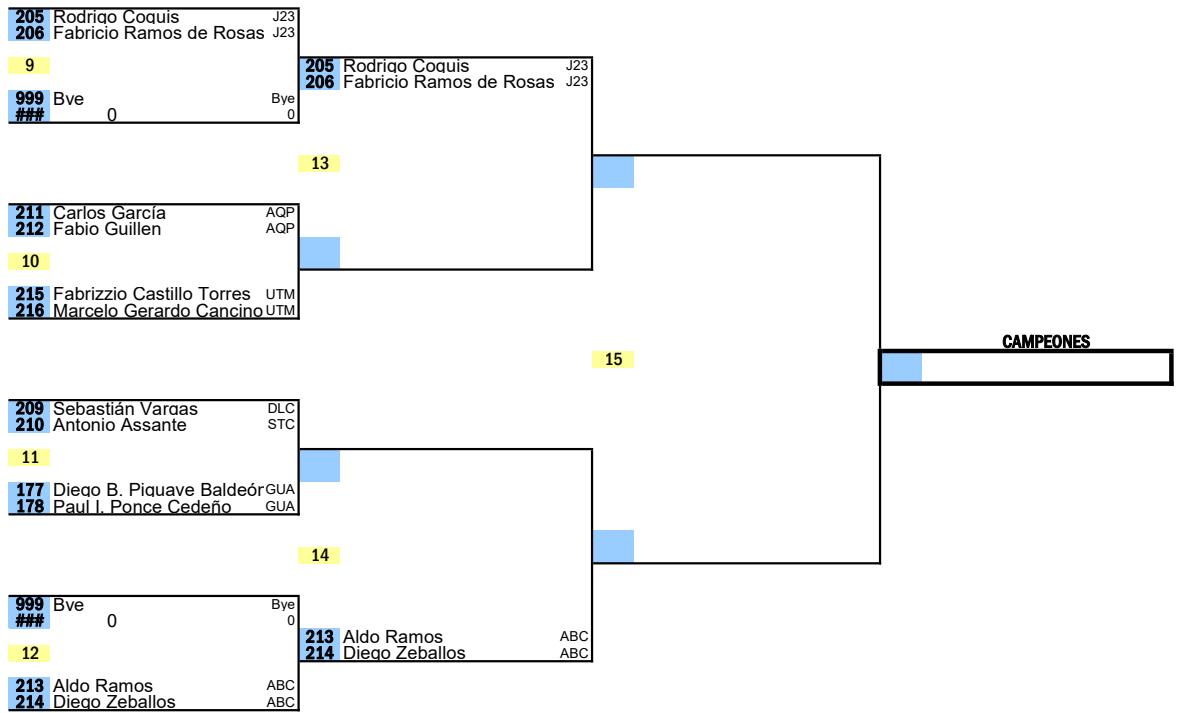 205 Rodrigo Coquis J23
206 Fabricio Ramos de Rosas J23
9
205 Rodrigo Coquis J23
206 Fabricio Ramos de Rosas J23
999 Bye Bye
### 0 0
13
211 Carlos García AQP
212 Fabio Guillen AQP
10
215 Fabrizzio Castillo Torres UTM
216 Marcelo Gerardo Cancino UTM
CAMPEONES
15
209 Sebastián Vargas DLC
210 Antonio Assante STC
11
177 Diego B. Piguave Baldeór GUA
178 Paul I. Ponce Cedeño GUA
14
999 Bye Bye
### 0 0
213 Aldo Ramos ABC
214 Diego Zeballos ABC
12
213 Aldo Ramos ABC
214 Diego Zeballos ABC